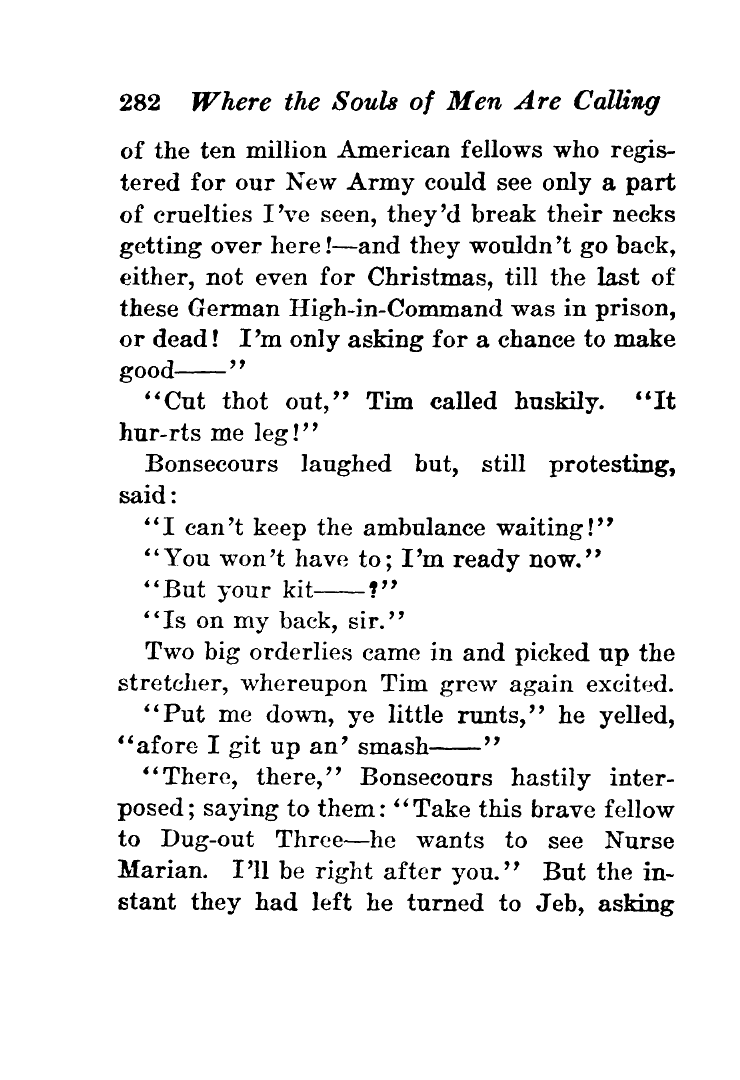 282 Where the Souls of Men Are Calling
of the ten million American fellows who regis-
tered for our New Army could see only a part
of cruelties I've seen, they'd break their necks
getting over here!—and they wouldn't go back,
either, not even for Christmas, till the last of
these German High-in-Command was in prison,
or dead! I'm only asking for a chance to make
good——"
"Cut thot out," Tim called huskily. "It
hur-rts me leg!"
Bonsecours laughed but, still protesting,
said:
"I can't keep the ambulance waiting!"
"You won't have to; I'm ready now."
"But your kit——?"
"Is on my back, sir."
Two big orderlies came in and picked up the
stretcher, whereupon Tim grew again excited.
"Put me down, ye little runts," he yelled,
"afore I git up an' smash——"
"There, there," Bonsecours hastily inter-
posed; saying to them: "Take this brave fellow
to Dug-out Three—he wants to see Nurse
Marian. I'll be right after you." But the in-
stant they had left he turned to Jeb, asking